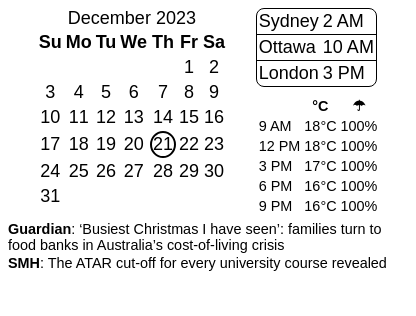 December 2023
Su Mo Tu We Th Fr Sa
1 2
3 4 5 6 7 8 9
10 11 12 13 14 15 16
17 18 19 20 21 22 23
24 25 26 27 28 29 30
31
Sydney 2 AM
Ottawa 10 AM
London 3 PM
°C ☂
9 AM 18°C 100%
12 PM 18°C 100%
3 PM 17°C 100%
6 PM 16°C 100%
9 PM 16°C 100%
Guardian: ‘Busiest Christmas I have seen’: families turn to
food banks in Australia’s cost-of-living crisis
SMH: The ATAR cut-off for every university course revealed